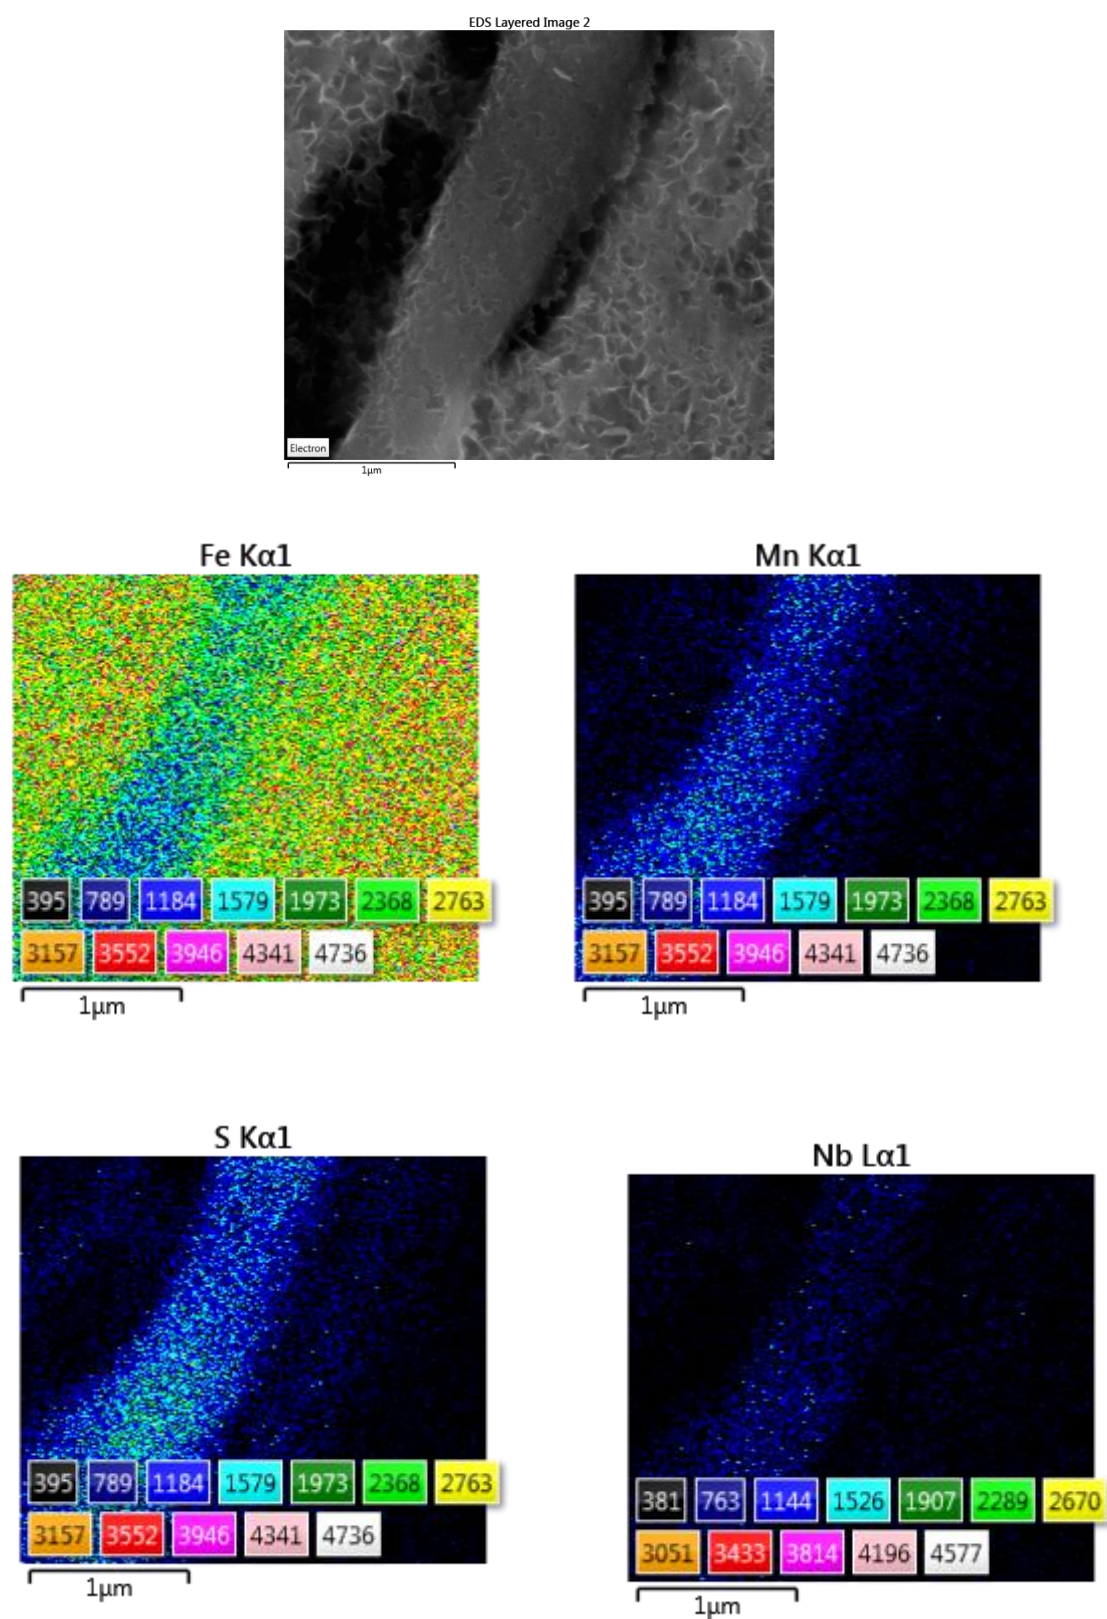 EDS Layered Image 2
Electron
1μm
Fe Kα1
395 789 1184 1579 1973 2368 2763
3157 3552 3946 4341 4736
1μm
Mn Kα1
395 789 1184 1579 1973 2368 2763
3157 3552 3946 4341 4736
1μm
S Kα1
395 789 1184 1579 1973 2368 2763
3157 3552 3946 4341 4736
1μm
Nb Lα1
381 763 1144 1526 1907 2289 2670
3051 3433 3814 4196 4577
1μm